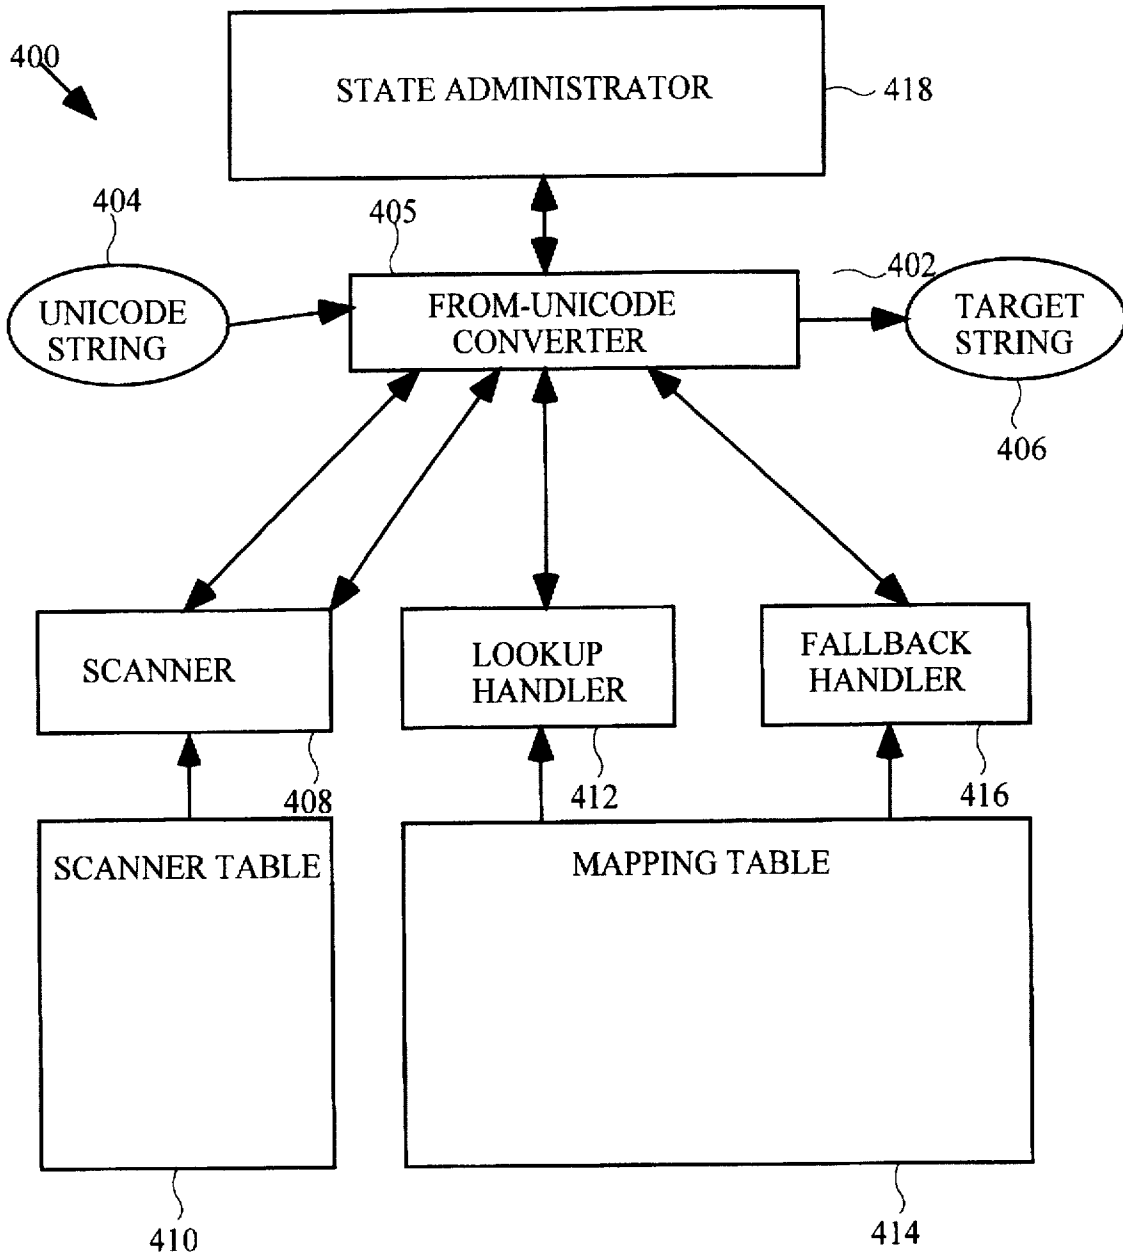 400
STATE ADMINISTRATOR
418
404
405
402
UNICODE
STRING
FROM-UNICODE
CONVERTER
TARGET
STRING
406
SCANNER
LOOKUP
HANDLER
FALLBACK
HANDLER
408
412
416
SCANNER TABLE
MAPPING TABLE
410
414